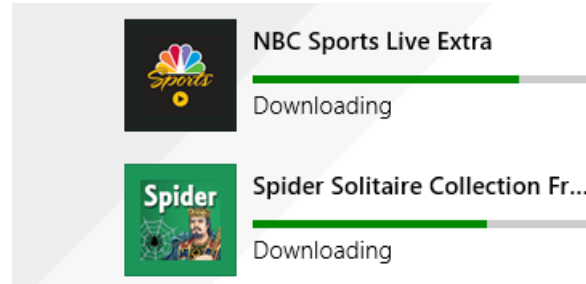 Sports
NBC Sports Live Extra
Downloading
Spider
Spider Solitaire Collection Fr...
Downloading